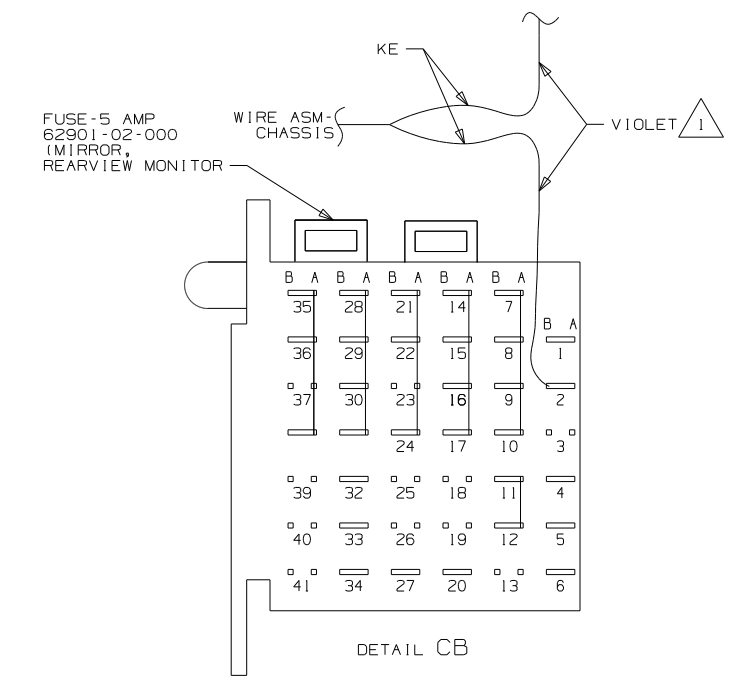 KE
FUSE-5 AMP
62901-02-000
(MIRROR,
REARVIEW MONITOR
WIRE ASM-
CHASSIS
VIOLET 1
B A B A B A B A B A
35 28 21 14 7
B A
36 29 22 15 8 1
37 30 23 16 9 2
24 17 10 3
39 32 25 18 11 4
40 33 26 19 12 5
41 34 27 20 13 6
DETAIL CB